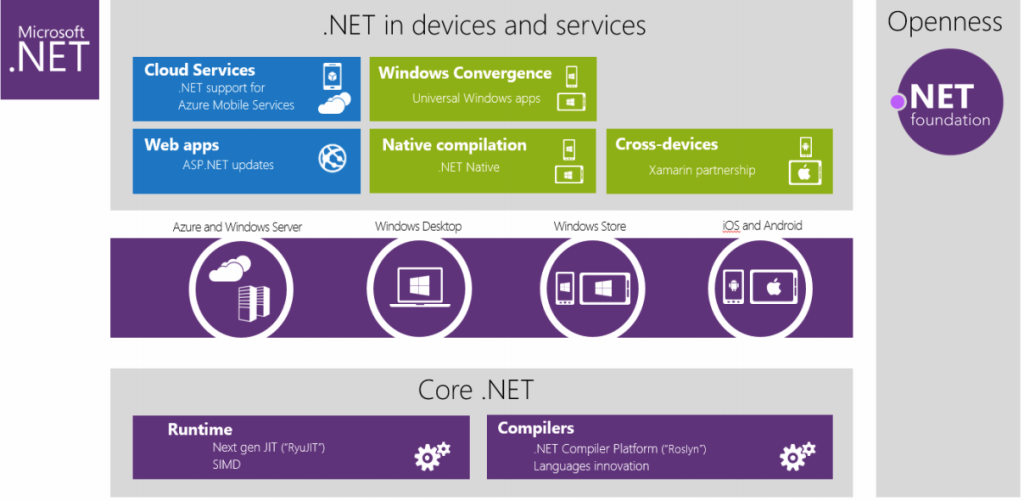 Microsoft
.NET
.NET in devices and services
Cloud Services
.NET support for
Azure Mobile Services
Windows Convergence
Universal Windows apps
Web apps
ASP.NET updates
Native compilation
.NET Native
Cross-devices
Xamarin partnership
Azure and Windows Server
Windows Desktop
Windows Store
iOS and Android
Core .NET
Runtime
Next gen JIT ("RyuJIT")
SIMD
Compilers
.NET Compiler Platform ("Roslyn")
Languages innovation
Openness
.NET
foundation